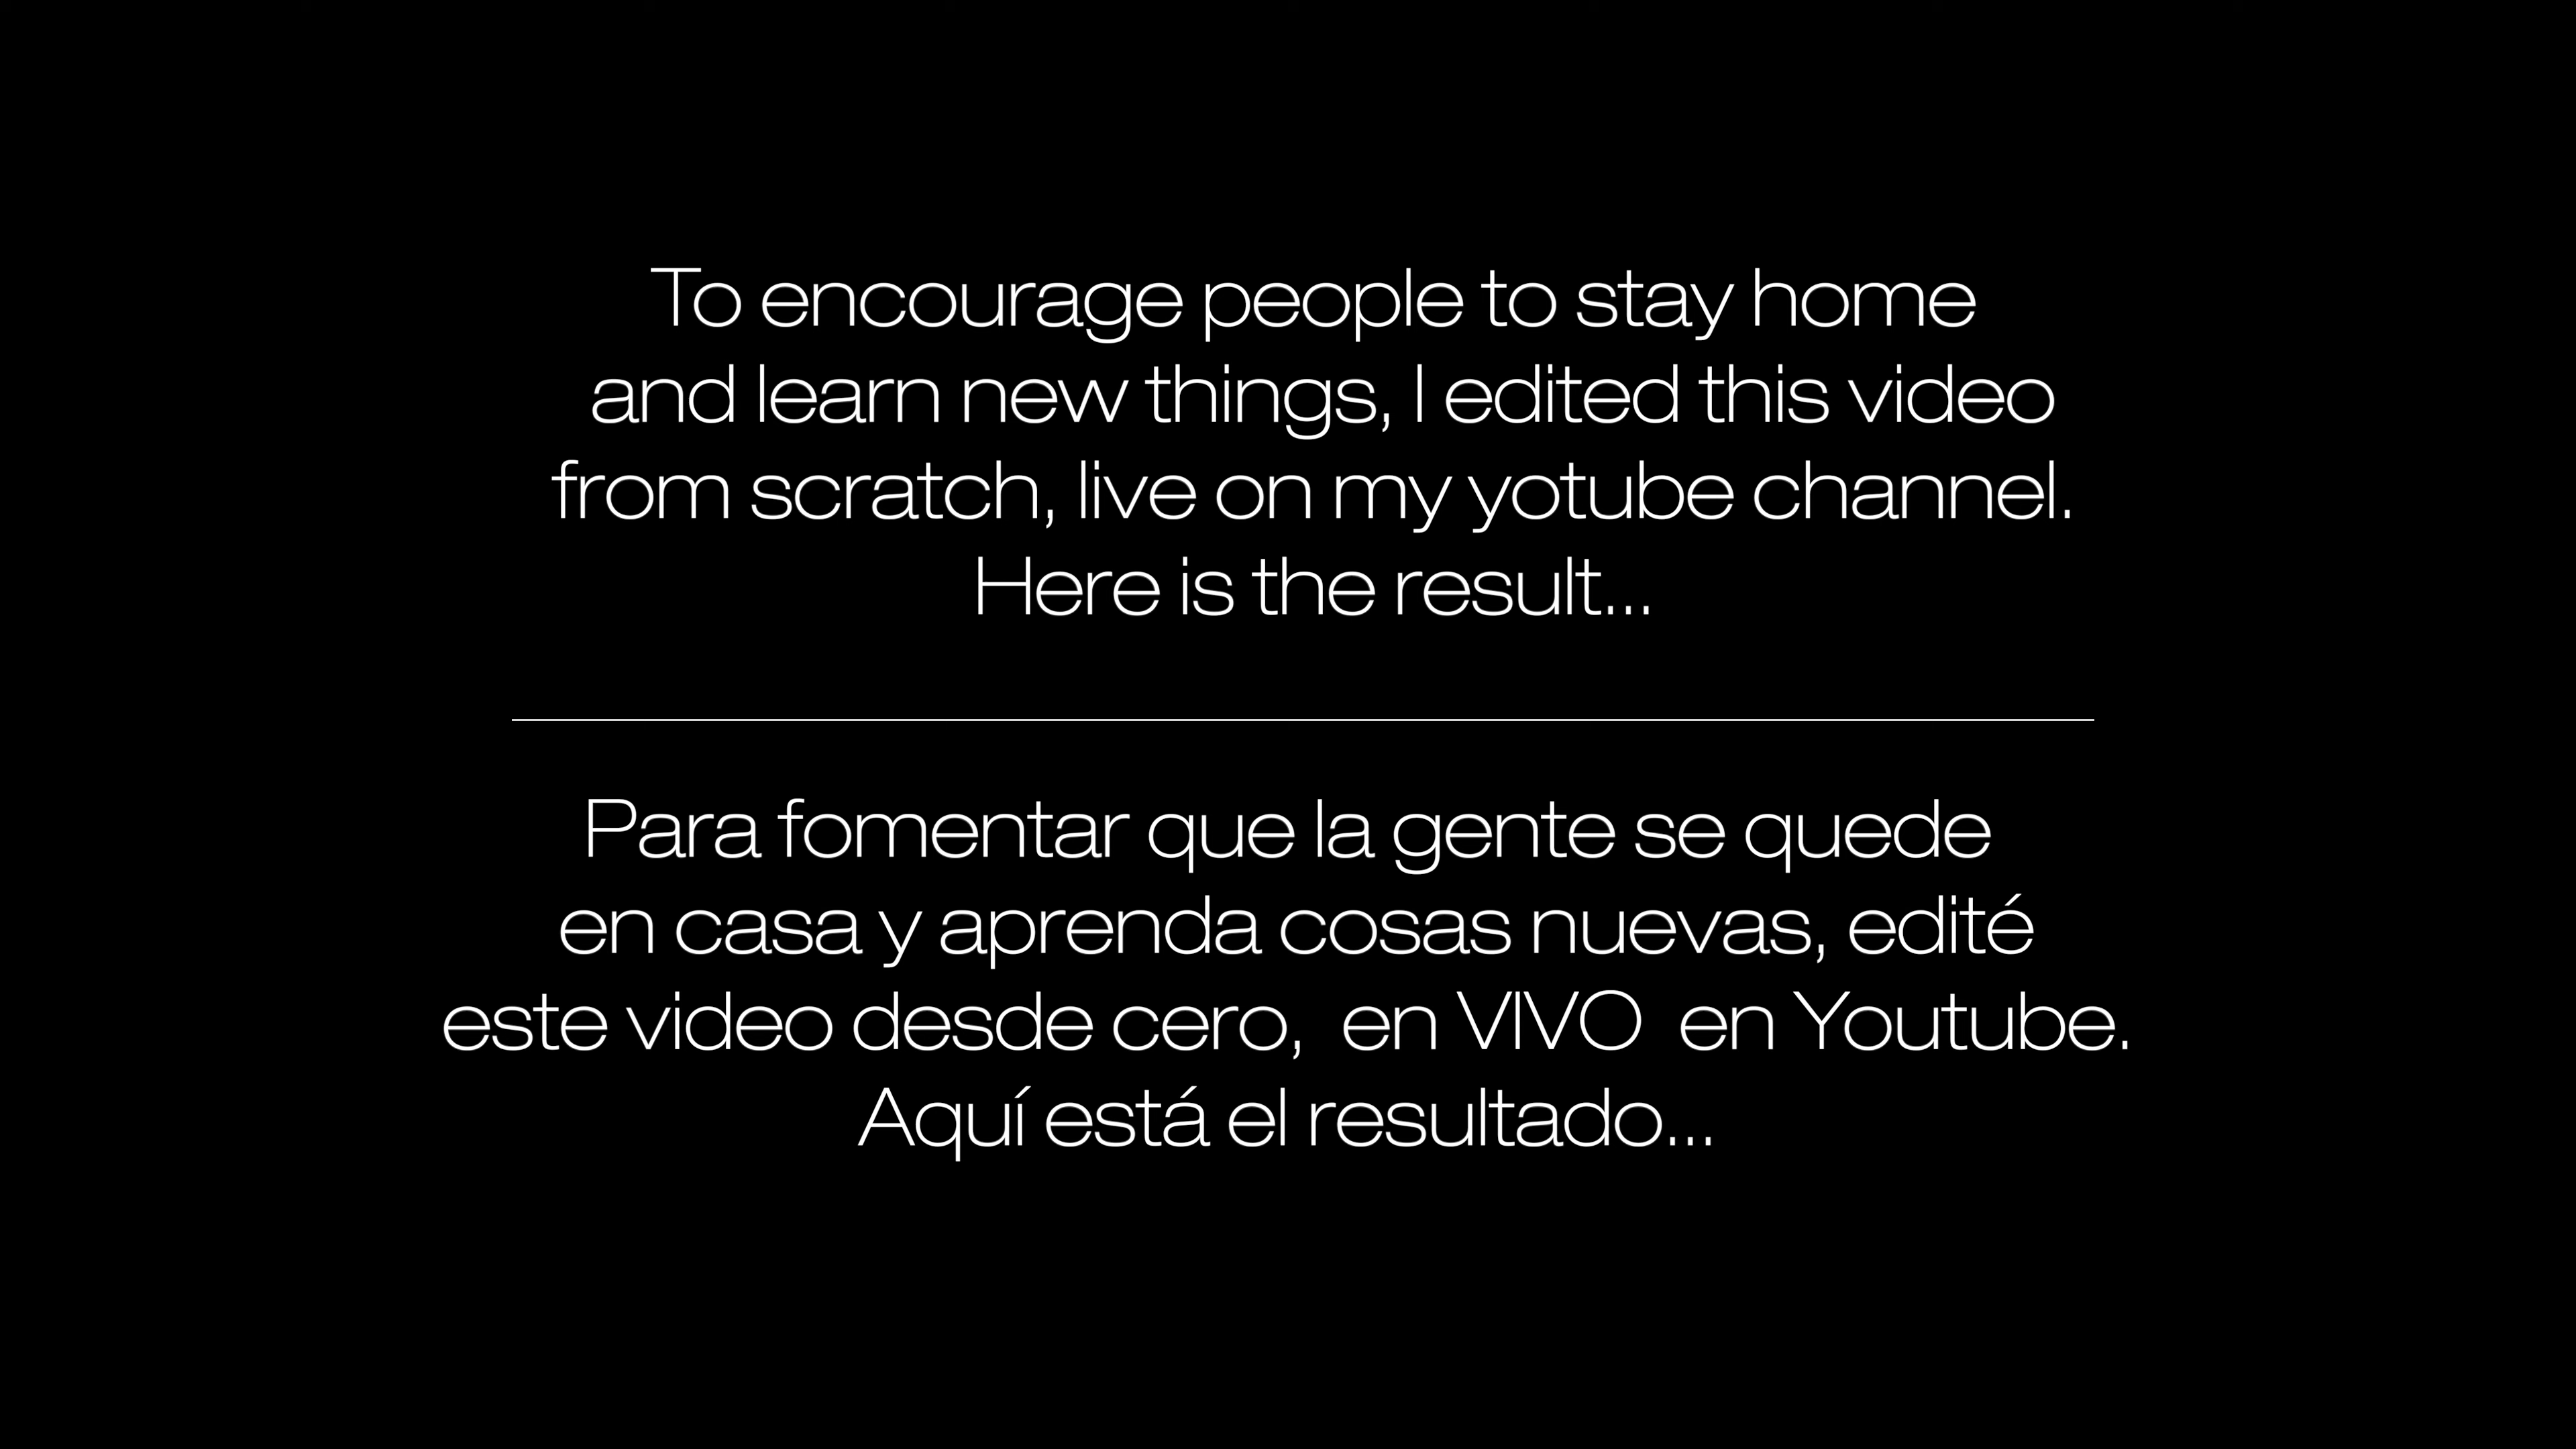 To encourage people to stay home
and learn new things, I edited this video
from scratch, live on my yotube channel.
Here is the result...
Para fomentar que la gente se quede
en casa y aprenda cosas nuevas, edité
este video desde cero,  en VIVO  en Youtube.
Aquí está el resultado...